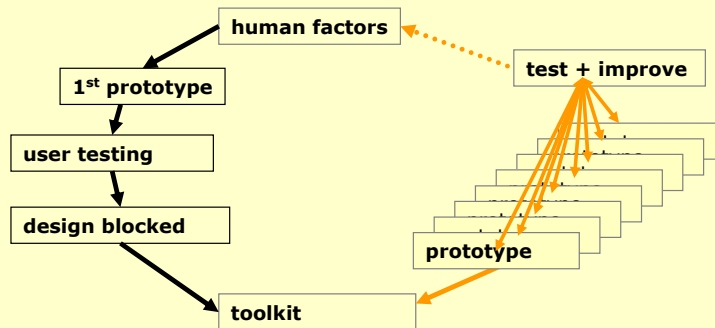 human factors
test + improve
1st prototype
user testing
design blocked
prototype
toolkit